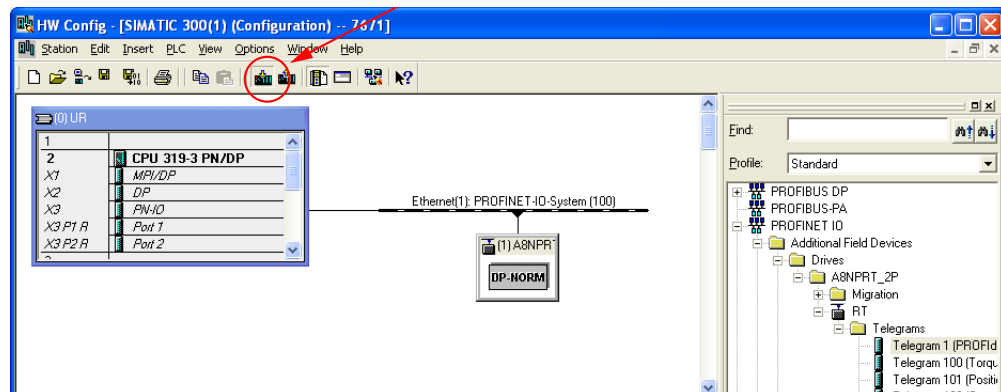 HW Config - [SIMATIC 300(1) (Configuration) -- 7671]
Station Edit Insert PLC View Options Window Help
(0) UR
1
2 CPU 319-3 PN/DP
X1 MPI/DP
X2 DP
X3 PN-IO
X3 P1 R Port 1
X3 P2 R Port 2
Ethernet(1): PROFINET-IO-System (100)
(1) A8NPRT
DP-NORM
Find:
Profile: Standard
PROFIBUS DP
PROFIBUS-PA
PROFINET IO
Additional Field Devices
Drives
A8NPRT_2P
Migration
RT
Telegrams
Telegram 1 (PROFId
Telegram 100 (Torqu
Telegram 101 (Positi